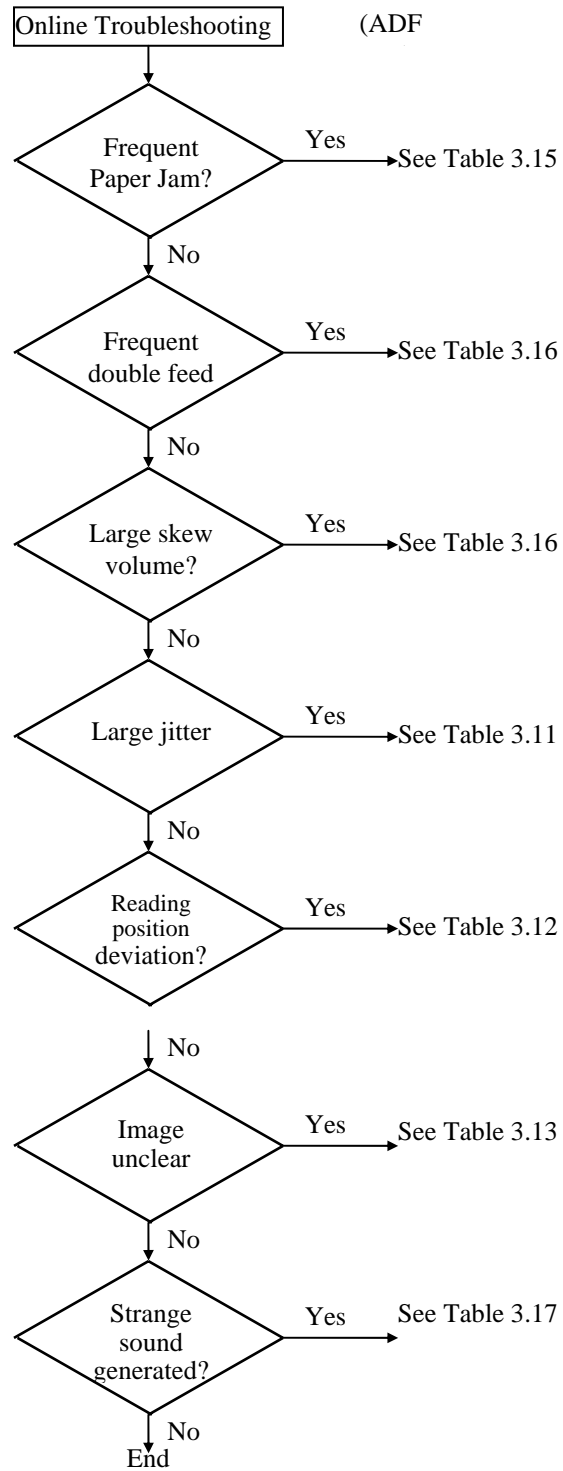 Online Troubleshooting (ADF
Frequent
Paper Jam?
Yes
See Table 3.15
No
Frequent
double feed
Yes
See Table 3.16
No
Large skew
volume?
Yes
See Table 3.16
No
Large jitter
Yes
See Table 3.11
No
Reading
position
deviation?
Yes
See Table 3.12
No
Image
unclear
Yes
See Table 3.13
No
Strange
sound
generated?
Yes
See Table 3.17
No
End